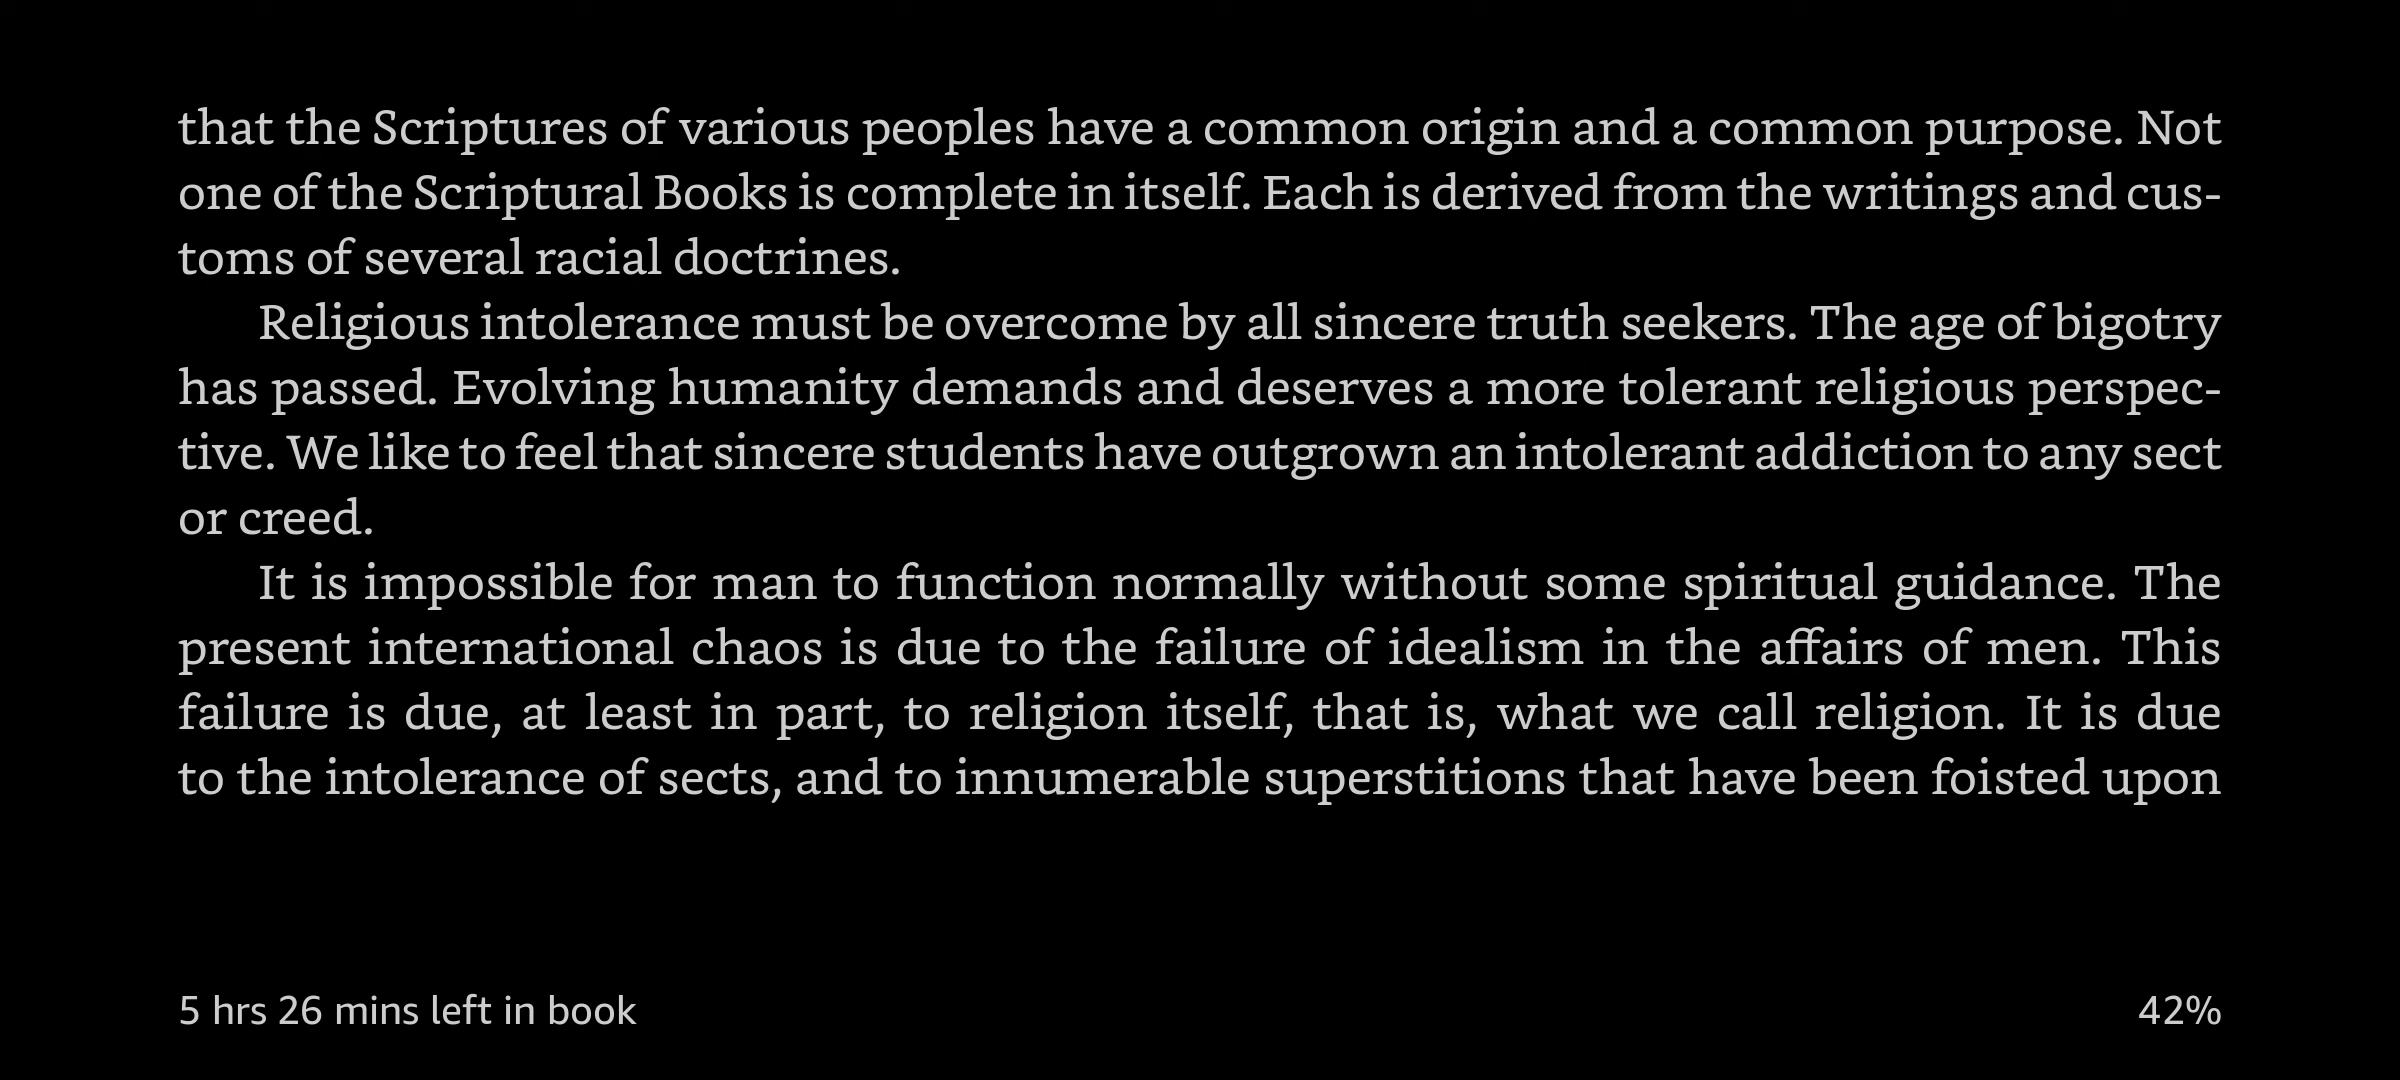 that the Scriptures of various peoples have a common origin and a common purpose. Not
one of the Scriptural Books is complete in itself. Each is derived from the writings and cus-
toms of several racial doctrines.
Religious intolerance must be overcome by all sincere truth seekers. The age of bigotry
has passed. Evolving humanity demands and deserves a more tolerant religious perspec-
tive. We like to feel that sincere students have outgrown an intolerant addiction to any sect
or creed.
It is impossible for man to function normally without some spiritual guidance. The
present international chaos is due to the failure of idealism in the affairs of men. This
failure is due, at least in part, to religion itself, that is, what we call religion. It is due
to the intolerance of sects, and to innumerable superstitions that have been foisted upon
5 hrs 26 mins left in book
42%